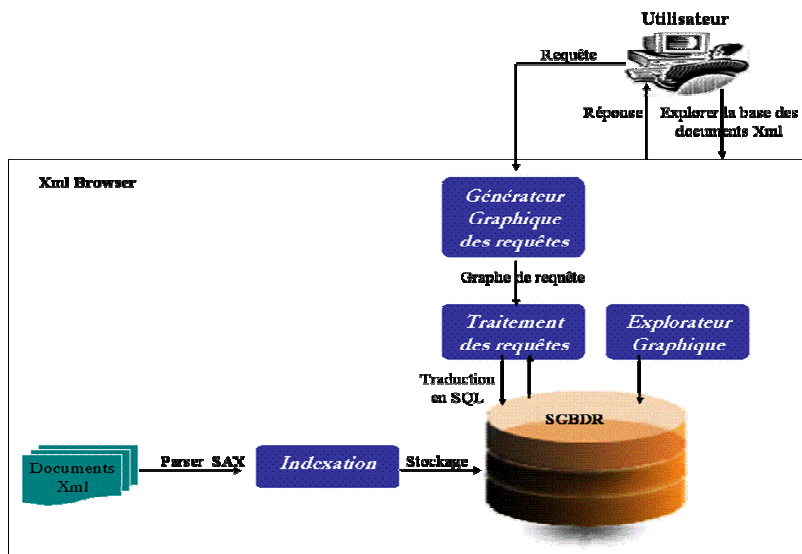 Utilisateur
Requête
Réponse
Explorer la base des
documents Xml
Xml Browser
Générateur
Graphique
des requêtes
Graphe de requête
Traitement
des requêtes
Explorateur
Graphique
Traduction
en SQL
SGBDR
Documents
Xml
Parser SAX
Indexation
Stockage